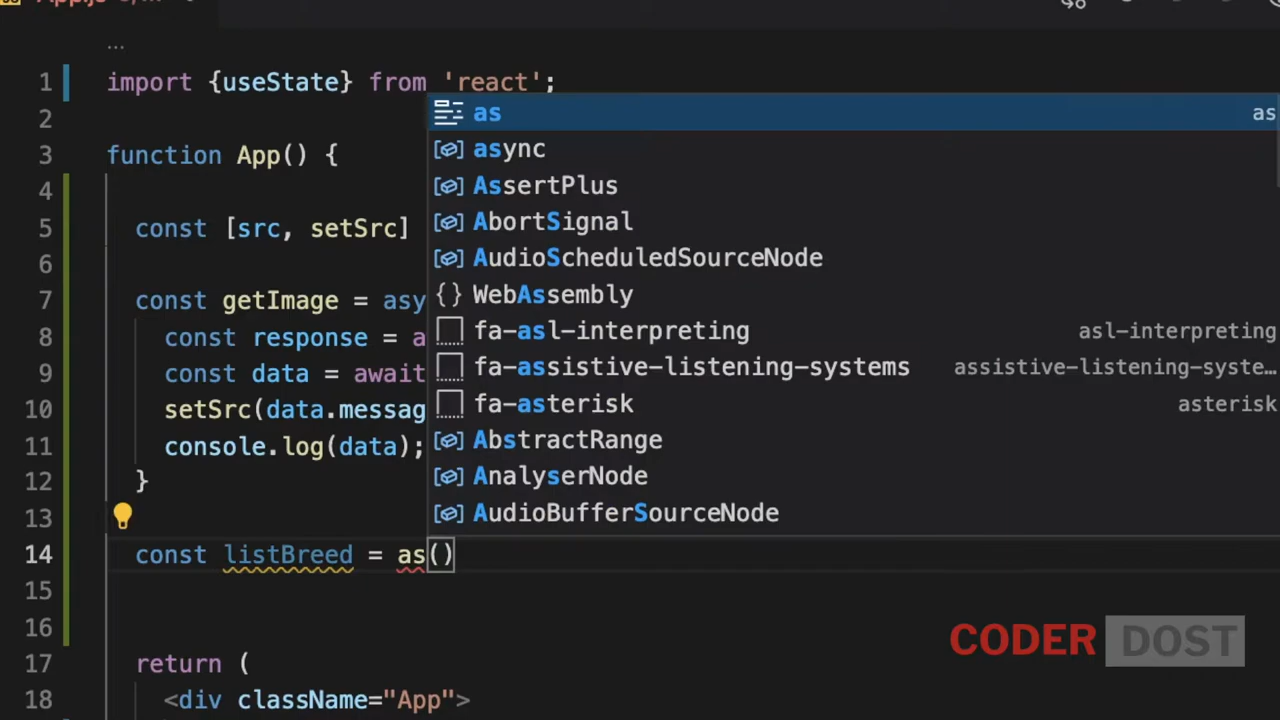 ...
1 import {useState} from 'react';
2
3 function App() {
4
5 const [src, setSrc]
6
7 const getImage = asy
8 const response = a
9 const data = await
10 setSrc(data.messag
11 console.log(data);
12 }
13
14 const listBreed = as()
15
16
17 return (
18 <div className="App">
as as
async
AssertPlus
AbortSignal
AudioScheduledSourceNode
{} WebAssembly
fa-asl-interpreting asl-interpreting
fa-assistive-listening-systems assistive-listening-syste…
fa-asterisk asterisk
AbstractRange
AnalyserNode
AudioBufferSourceNode
CODER DOST